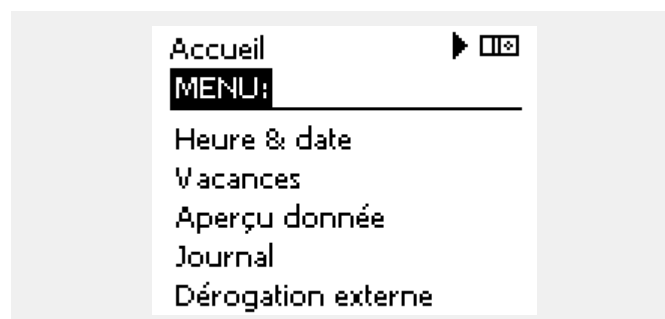 Accueil
MENU:
Heure & date
Vacances
Aperçu donnée
Journal
Dérogation externe